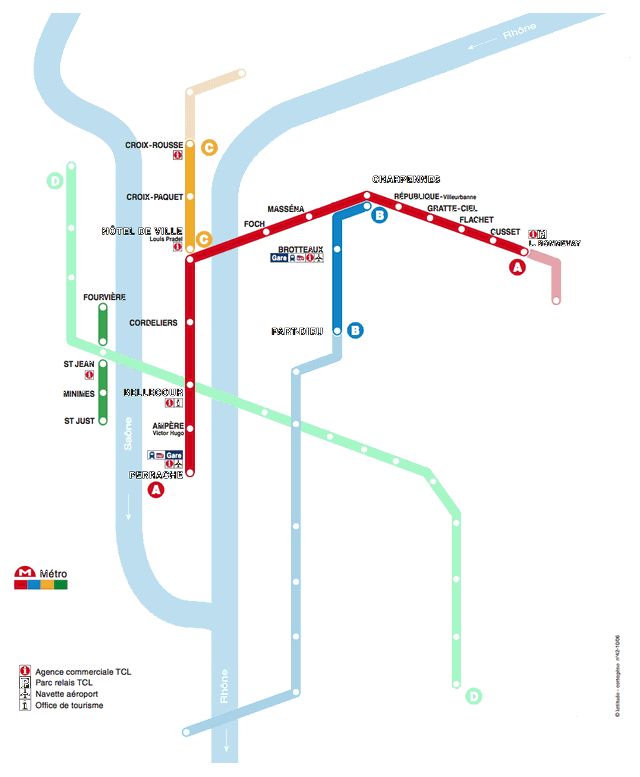 Rhône
CROIX-ROUSSE
C
D
CHARPENNES
CROIX-PAQUET
RÉPUBLIQUE-Villeurbanne
MASSÉNA
B
GRATTE-CIEL
FOCH
FLACHET
HÔTEL DE VILLE
Louis Pradel
C
CUSSET
L. BONNEVAY
BROTTEAUX
Gare
A
FOURVIÈRE
CORDELIERS
PART-DIEU
B
ST JEAN
MINIMES
BELLECOUR
ST JUST
AMPÈRE
Victor Hugo
Saône
Gare
PERRACHE
A
Métro
Rhône
D
Agence commerciale TCL
Parc relais TCL
Navette aéroport
Office de tourisme